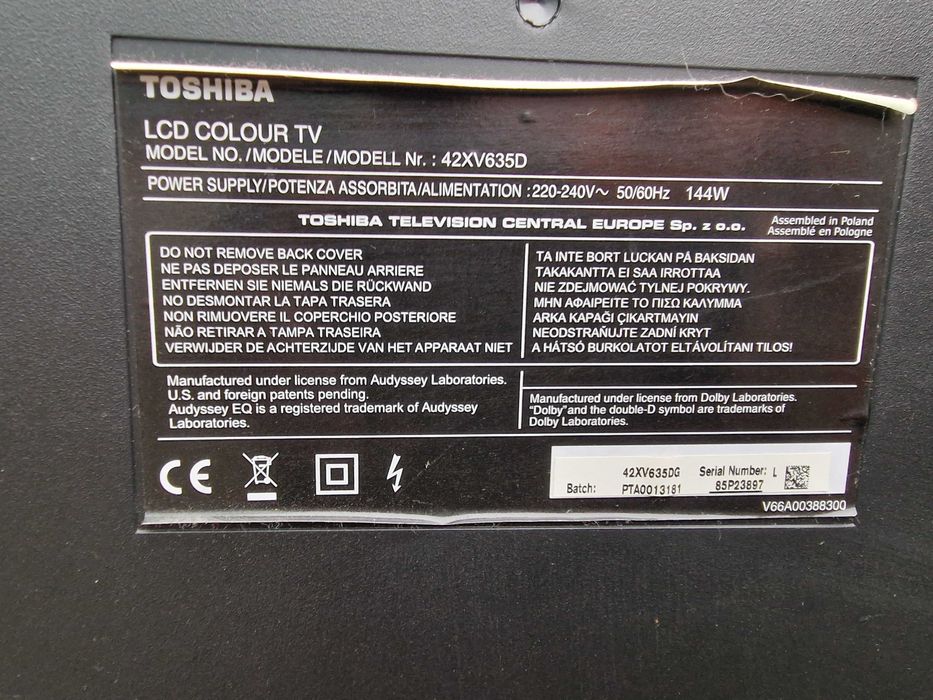 TOSHIBA
LCD COLOUR TV
MODEL NO./MODELE/MODELL Nr. : 42XV635D
POWER SUPPLY/POTENZA ASSORBITA/ALIMENTATION : 220-240V~ 50/60Hz 144W
TOSHIBA TELEVISION CENTRAL EUROPE Sp. z o.o.
Assembled in Poland
Assemblé en Pologne
DO NOT REMOVE BACK COVER
NE PAS DEPOSER LE PANNEAU ARRIERE
ENTFERNEN SIE NIEMALS DIE RÜCKWAND
NO DESMONTAR LA TAPA TRASERA
NON RIMUOVERE IL COPERCHIO POSTERIORE
NÃO RETIRAR A TAMPA TRASEIRA
VERWIJDER DE ACHTERZIJDE VAN HET APPARAAT NIET
TA INTE BORT LUCKAN PÅ BAKSIDAN
TAKAKANTTA EI SAA IRROTTAA
NIE ZDEJMOWAĆ TYLNEJ POKRYWY.
ΜΗΝ ΑΦΑΙΡΕΙΤΕ ΤΟ ΠΙΣΩ ΚΑΛΥΜΜΑ
ARKA KAPAĞI ÇIKARTMAYIN
NEODSTRAŇUJTE ZADNÍ KRYT
A HÁTSÓ BURKOLATOT ELTÁVOLÍTANI TILOS!
Manufactured under license from Audyssey Laboratories.
U.S. and foreign patents pending.
Audyssey EQ is a registered trademark of Audyssey
Laboratories.
Manufactured under license from Dolby Laboratories.
"Dolby"and the double-D symbol are trademarks of
Dolby Laboratories.
CE
42XV635DG Serial Number: L
Batch: PTA0013181 85P23897
V66A00388300